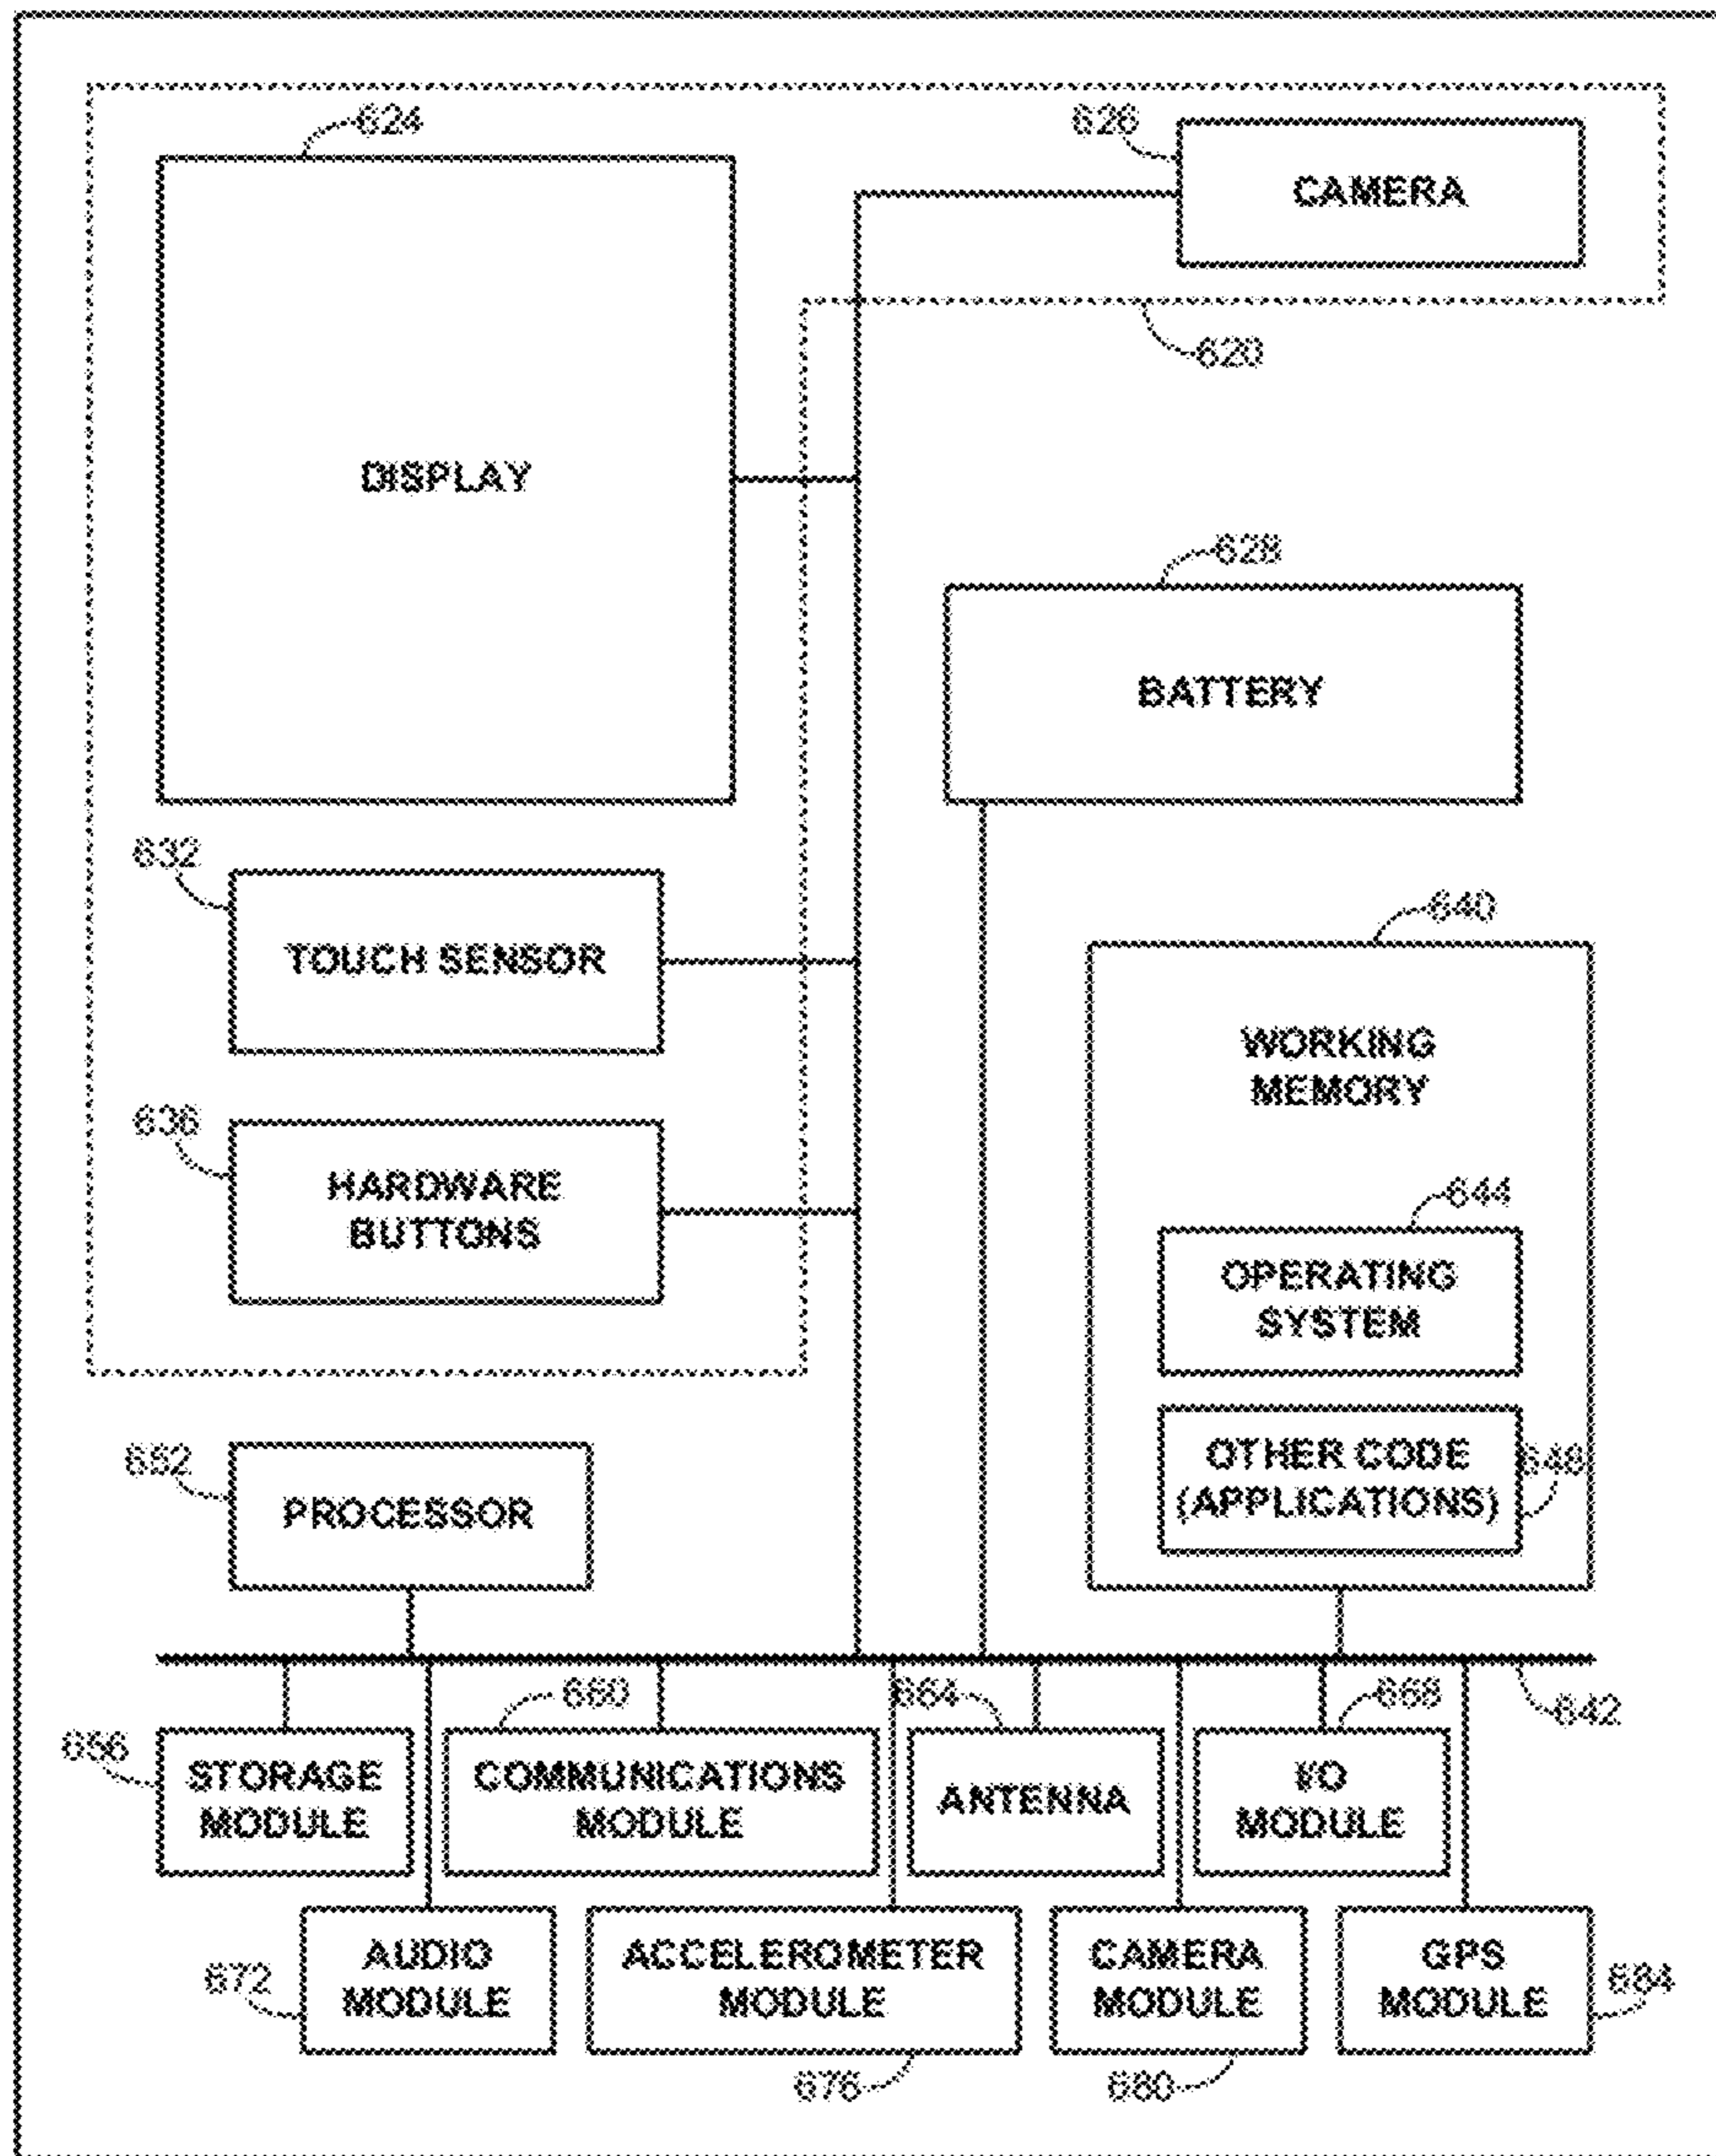 624
626
CAMERA
620
DISPLAY
628
BATTERY
632
TOUCH SENSOR
640
WORKING
MEMORY
636
HARDWARE
BUTTONS
644
OPERATING
SYSTEM
652
PROCESSOR
OTHER CODE
(APPLICATIONS)
648
660
664
668
642
656
STORAGE
MODULE
COMMUNICATIONS
MODULE
ANTENNA
I/O
MODULE
672
AUDIO
MODULE
ACCELEROMETER
MODULE
CAMERA
MODULE
GPS
MODULE
684
676
680